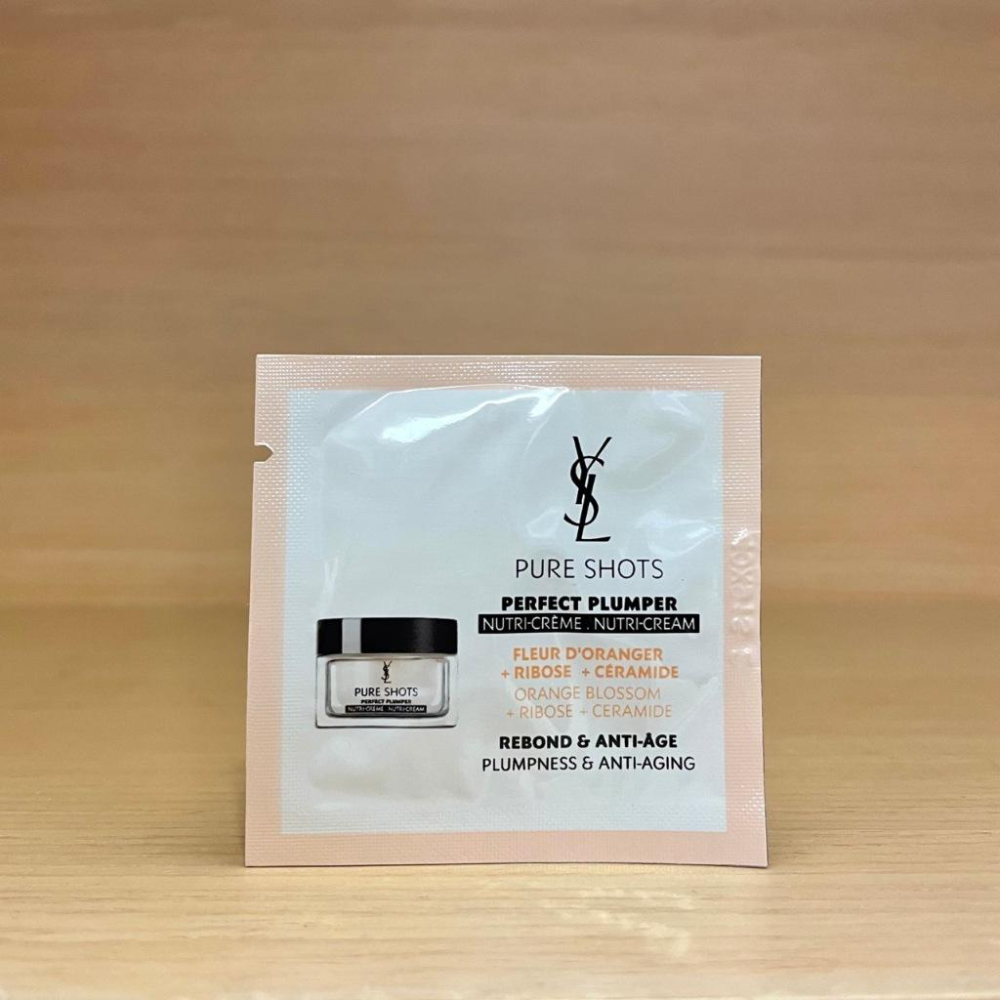 YSL
PURE SHOTS
PERFECT PLUMPER
NUTRI-CRÈME . NUTRI-CREAM
FLEUR D'ORANGER
+ RIBOSE + CÉRAMIDE
ORANGE BLOSSOM
+ RIBOSE + CERAMIDE
REBOND & ANTI-ÂGE
PLUMPNESS & ANTI-AGING
YSL
PURE SHOTS
PERFECT PLUMPER
NUTRI-CRÈME . NUTRI-CREAM